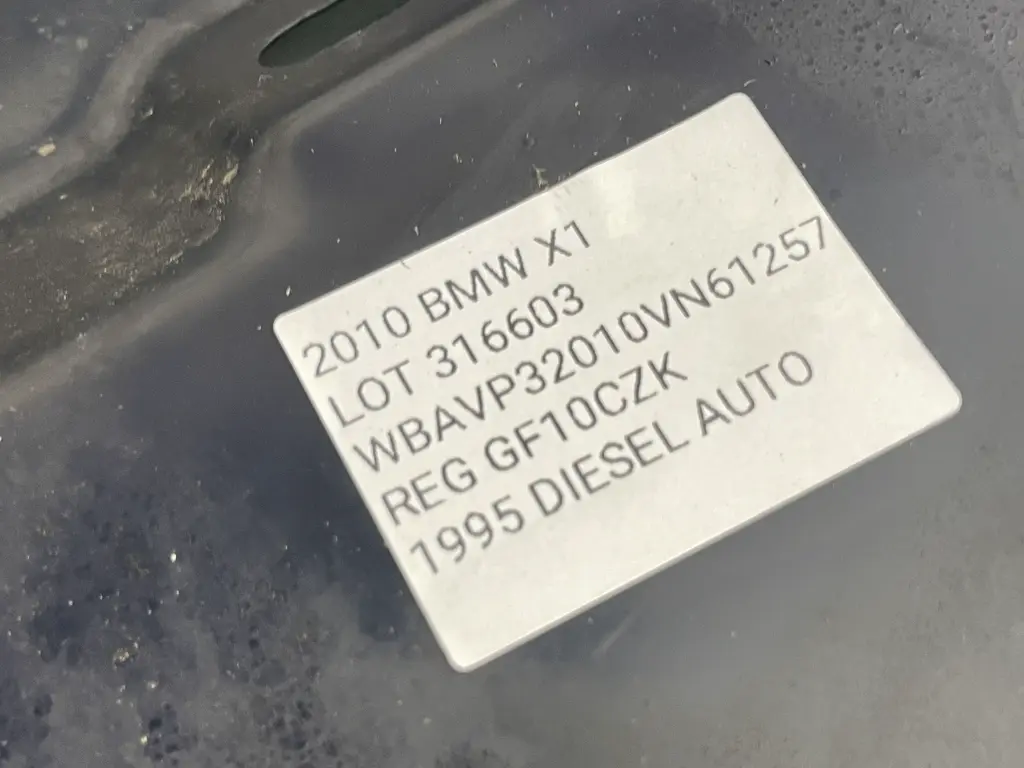 2010 BMW X1
LOT 316603
WBAVP32010VN61257
REG GF10CZK
1995 DIESEL AUTO